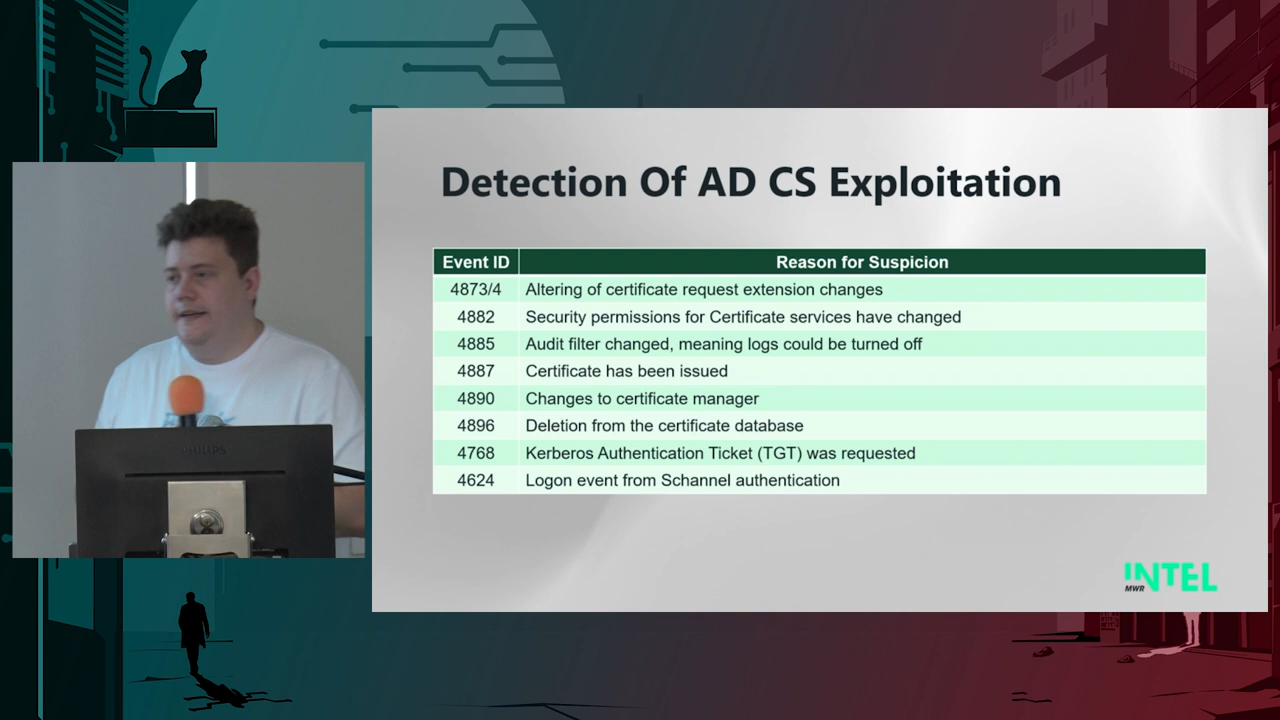 Detection Of AD CS Exploitation
Event ID Reason for Suspicion
4873/4 Altering of certificate request extension changes
4882 Security permissions for Certificate services have changed
4885 Audit filter changed, meaning logs could be turned off
4887 Certificate has been issued
4890 Changes to certificate manager
4896 Deletion from the certificate database
4768 Kerberos Authentication Ticket (TGT) was requested
4624 Logon event from Schannel authentication
PHILIPS
MWR INTEL